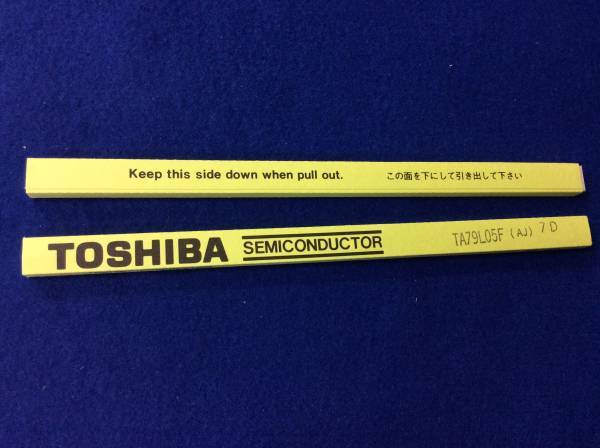 Keep this side down when pull out. この面を下にして引き出して下さい
TOSHIBA SEMICONDUCTOR TA79L05F (AJ) 7 D